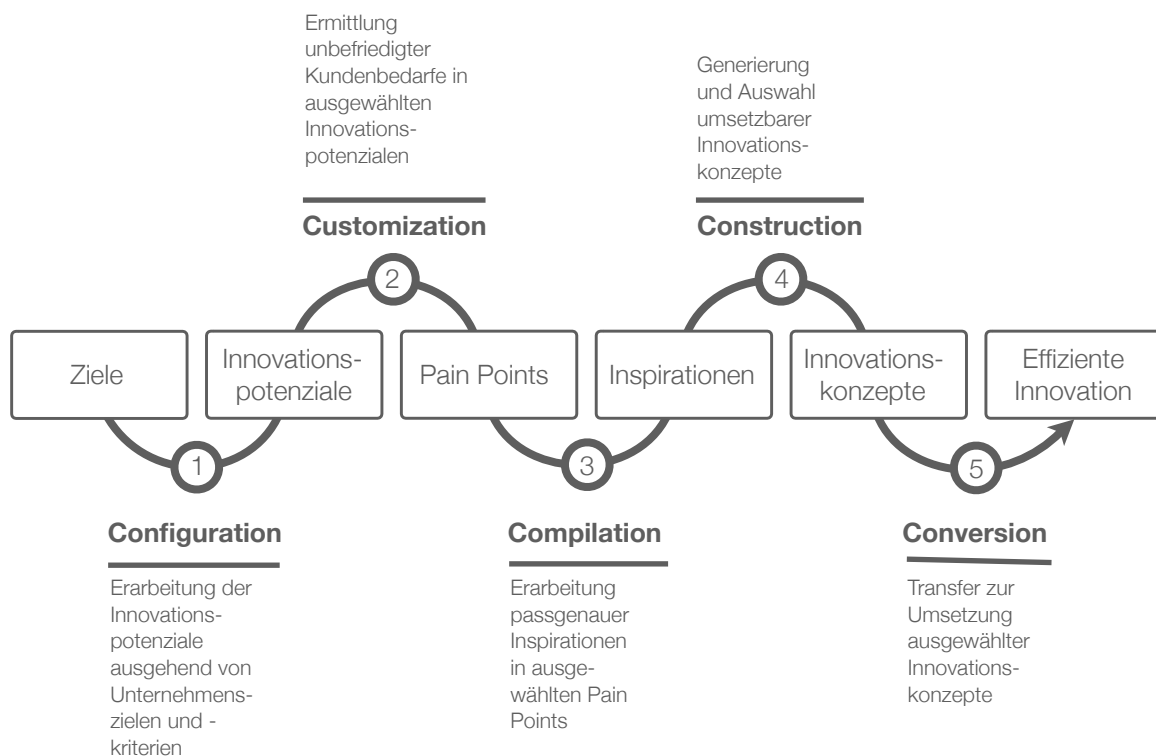 Ermittlung
unbefriedigter
Kundenbedarfe in
ausgewählten
Innovations-
potenzialen
Customization
2
Generierung
und Auswahl
umsetzbarer
Innovations-
konzepte
Construction
4
Ziele
Innovations-
potenziale
Pain Points
Inspirationen
Innovations-
konzepte
Effiziente
Innovation
1
Configuration
Erarbeitung der
Innovations-
potenziale
ausgehend von
Unternehmens-
zielen und -
kriterien
3
Compilation
Erarbeitung
passgenauer
Inspirationen
in ausge-
wählten Pain
Points
5
Conversion
Transfer zur
Umsetzung
ausgewählter
Innovations-
konzepte